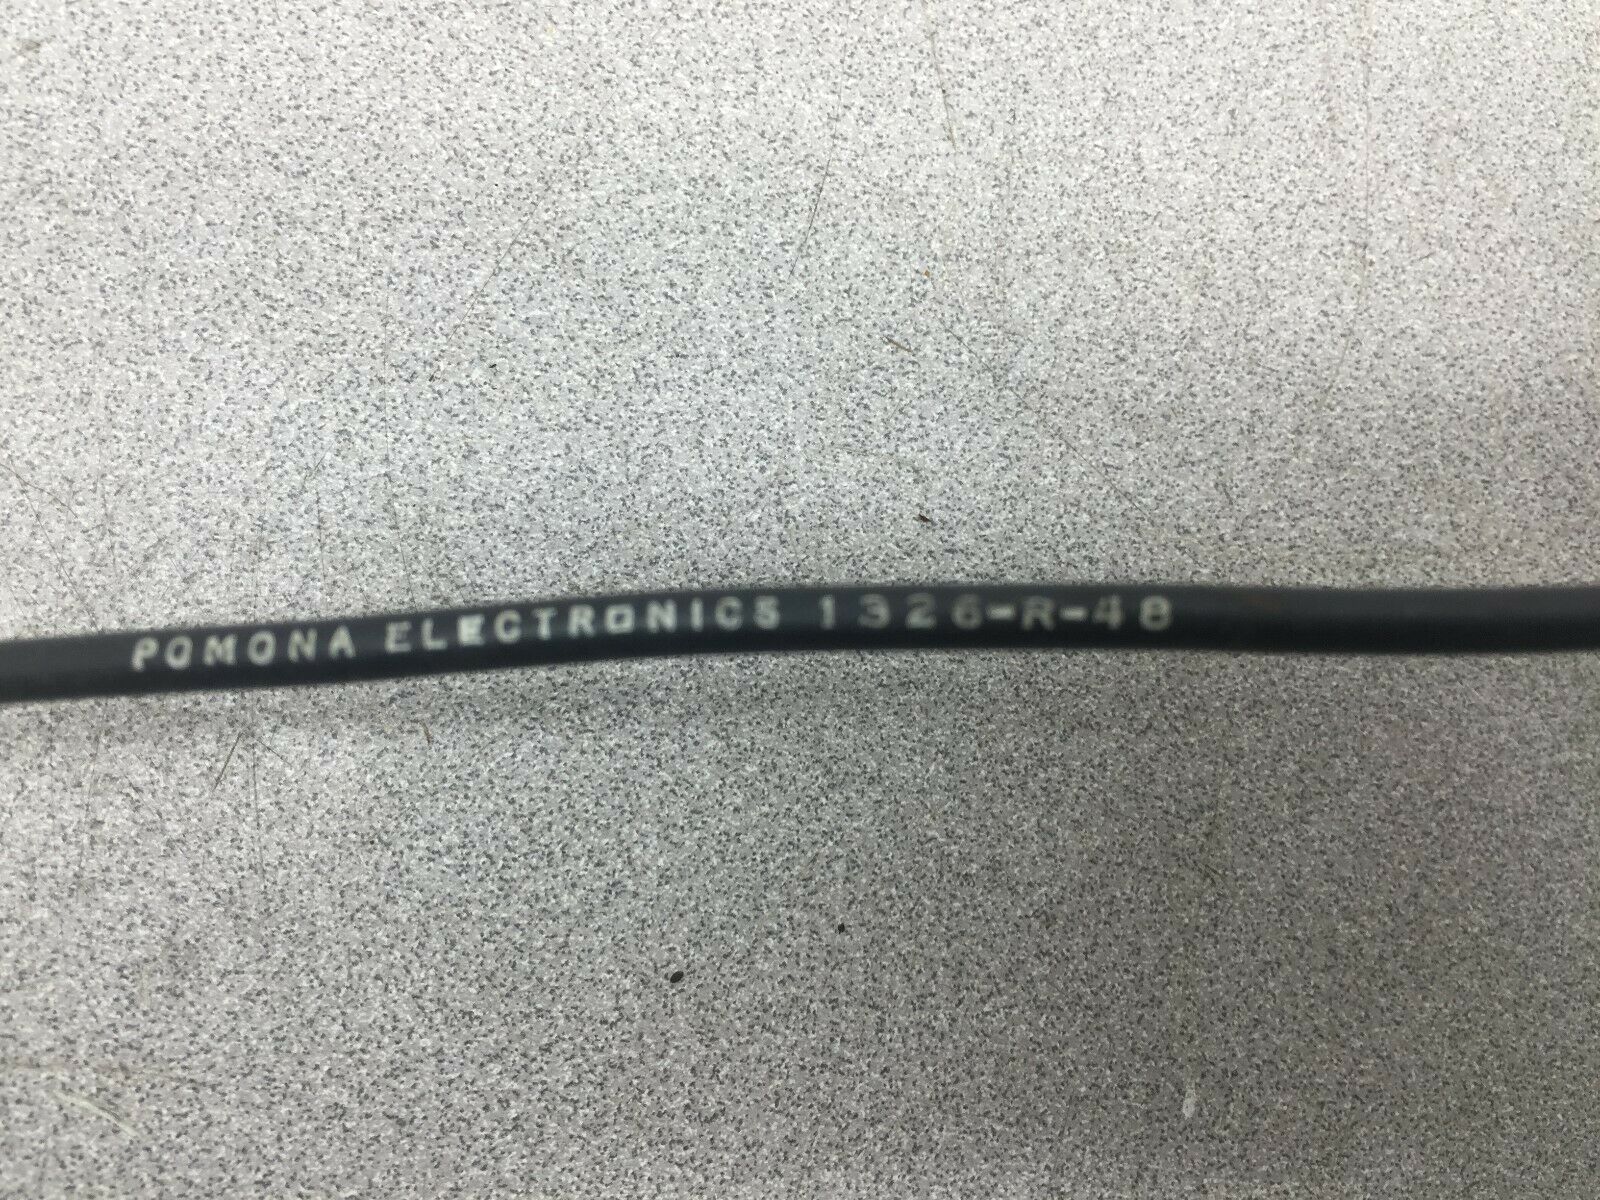 POMONA ELECTRONICS 1326-R-48